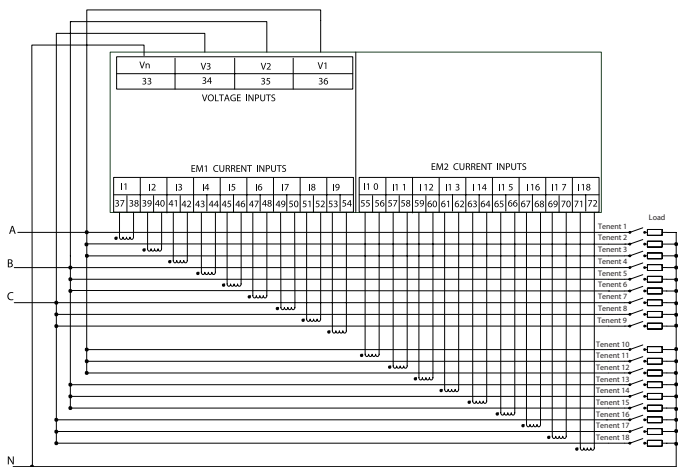 Vn V3 V2 V1
33 34 35 36
VOLTAGE INPUTS
EM1 CURRENT INPUTS
EM2 CURRENT INPUTS
I1 I2 I3 I4 I5 I6 I7 I8 I9
I1 0 I1 1 I12 I1 3 I14 I1 5 I16 I1 7 I18
37 38 39 40 41 42 43 44 45 46 47 48 49 50 51 52 53 54
55 56 57 58 59 60 61 62 63 64 65 66 67 68 69 70 71 72
Load
A
B
C
N
Tenent 1
Tenent 2
Tenent 3
Tenent 4
Tenent 5
Tenent 6
Tenent 7
Tenent 8
Tenent 9
Tenent 10
Tenent 11
Tenent 12
Tenent 13
Tenent 14
Tenent 15
Tenent 16
Tenent 17
Tenent 18